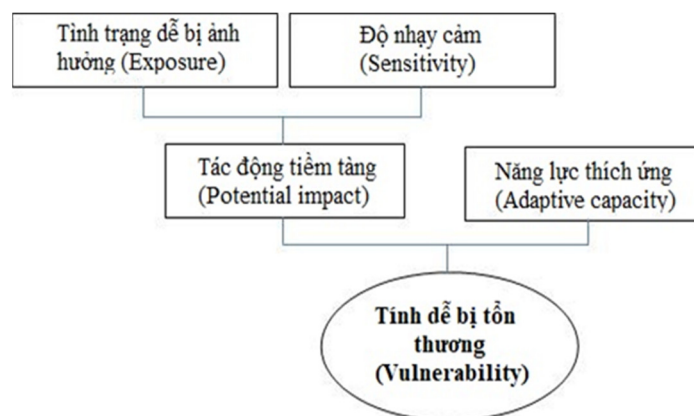 Tình trạng dễ bị ảnh
hưởng (Exposure)
Độ nhạy cảm
(Sensitivity)
Tác động tiềm tàng
(Potential impact)
Năng lực thích ứng
(Adaptive capacity)
Tính dễ bị tổn
thương
(Vulnerability)